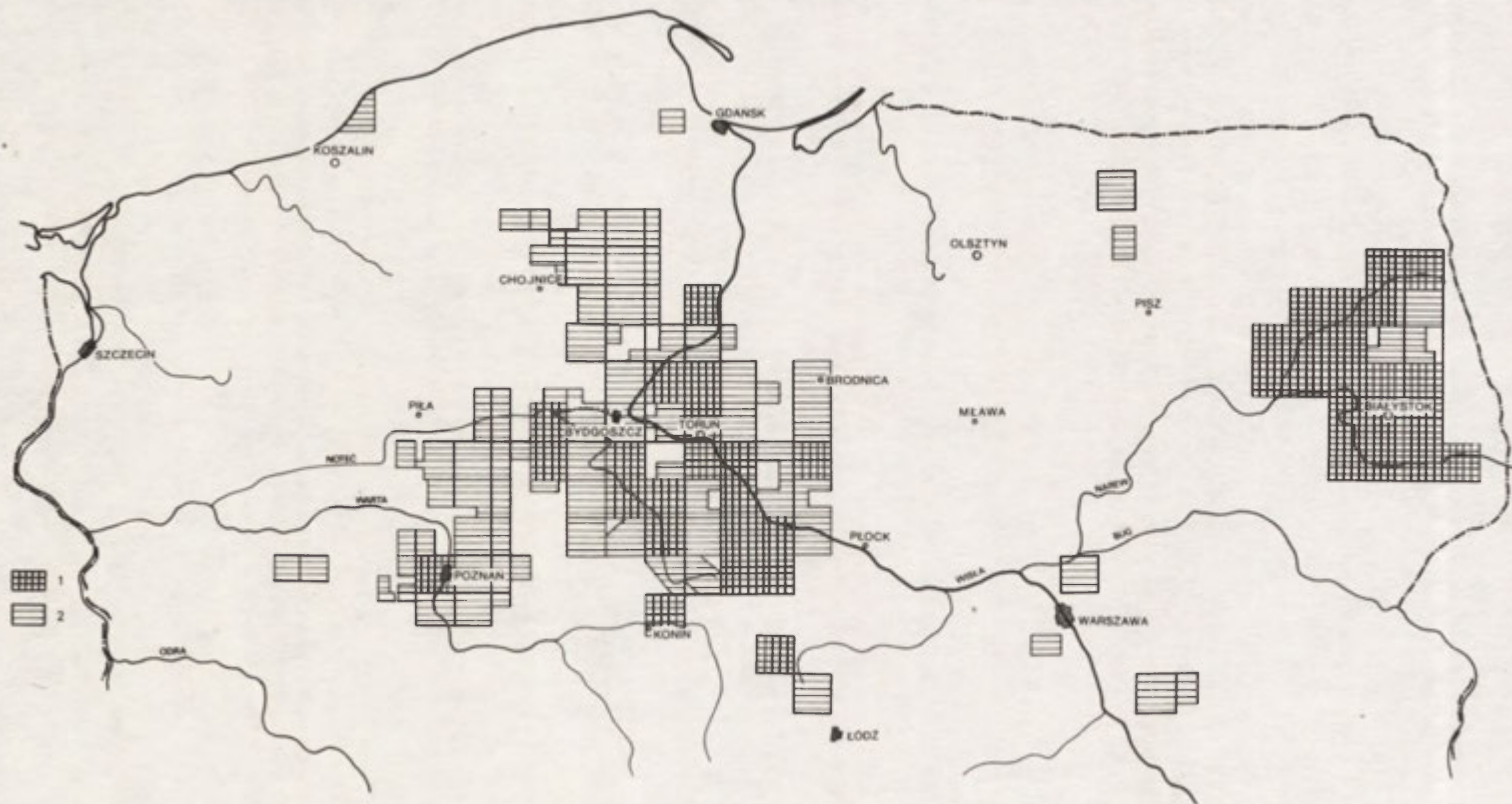 GDAŃSK
KOSZALIN
OLSZTYN
CHOJNICE
PISZ
SZCZECIN
BRODNICA
PIŁA
MŁAWA
BIAŁYSTOK
TORUŃ
BYDGOSZCZ
NOTEĆ
NAREW
WARTA
BUG
PŁOCK
WISŁA
POZNAŃ
1
2
WARSZAWA
KONIN
ODRA
ŁÓDŹ